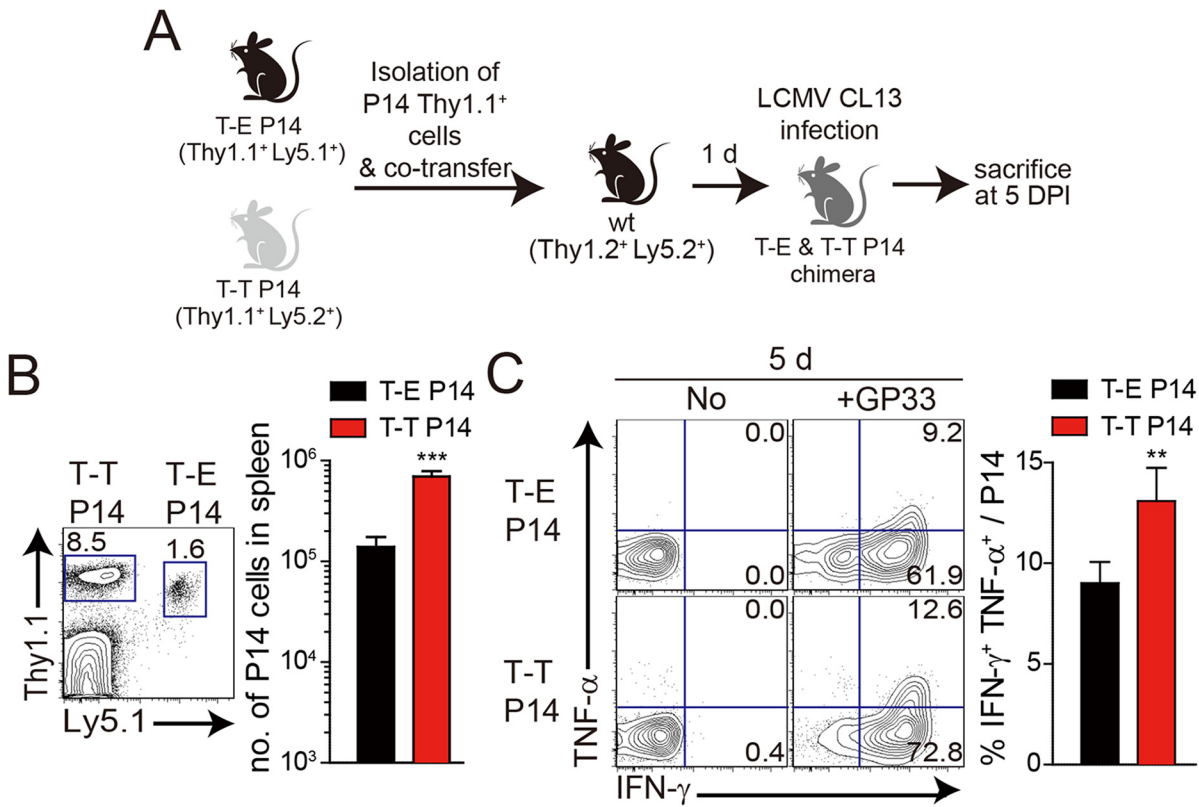 A
T-E P14
(Thy1.1⁺Ly5.1⁺)
T-T P14
(Thy1.1⁺Ly5.2⁺)
Isolation of
P14 Thy1.1⁺
cells
& co-transfer
wt
(Thy1.2⁺Ly5.2⁺)
1 d
LCMV CL13
infection
T-E & T-T P14
chimera
sacrifice
at 5 DPI
B
T-T
P14
T-E
P14
8.5
1.6
Thy1.1
Ly5.1
T-E P14
T-T P14
no. of P14 cells in spleen
10⁶
10⁵
10⁴
10³
***
C
5 d
No
+GP33
T-E
P14
0.0
0.0
9.2
61.9
T-T
P14
0.0
0.4
12.6
72.8
TNF-α
IFN-γ
T-E P14
T-T P14
% IFN-γ⁺ TNF-α⁺ / P14
15
10
5
0
**